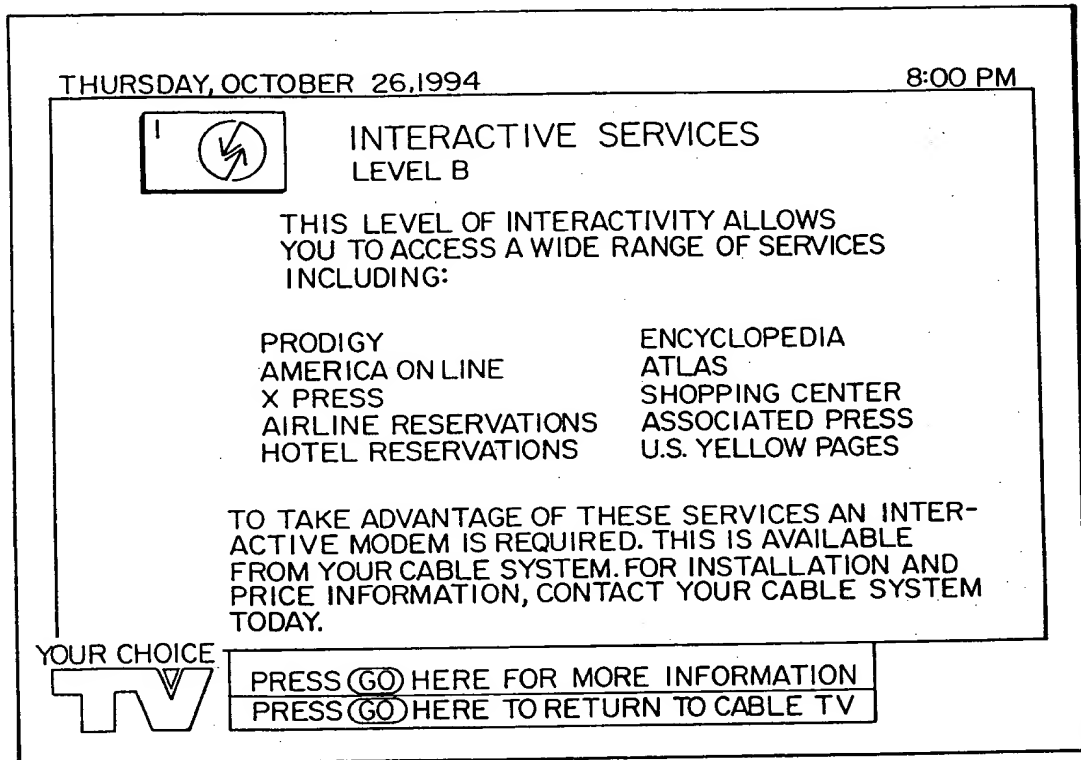 THURSDAY, OCTOBER 26.1994 8:00 PM
1
INTERACTIVE SERVICES
LEVEL B
THIS LEVEL OF INTERACTIVITY ALLOWS
YOU TO ACCESS A WIDE RANGE OF SERVICES
INCLUDING:
PRODIGY
AMERICA ON LINE
X PRESS
AIRLINE RESERVATIONS
HOTEL RESERVATIONS
ENCYCLOPEDIA
ATLAS
SHOPPING CENTER
ASSOCIATED PRESS
U.S. YELLOW PAGES
TO TAKE ADVANTAGE OF THESE SERVICES AN INTER-
ACTIVE MODEM IS REQUIRED. THIS IS AVAILABLE
FROM YOUR CABLE SYSTEM. FOR INSTALLATION AND
PRICE INFORMATION, CONTACT YOUR CABLE SYSTEM
TODAY.
YOUR CHOICE
TV
PRESS GO HERE FOR MORE INFORMATION
PRESS GO HERE TO RETURN TO CABLE TV